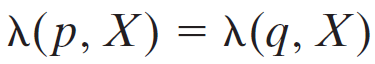 λ(p, X) = λ(q, X)